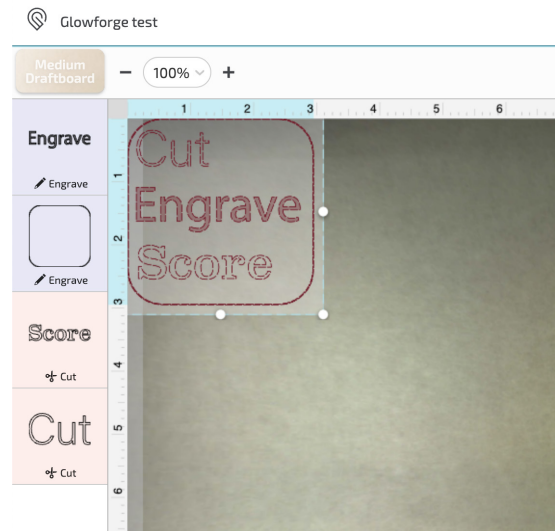 Glowforge test
Medium
Draftboard
100%
1 2 3 4 5 6
Engrave
Engrave
Engrave
Score
Cut
Cut
Cut
1
2
3
4
5
6
Cut
Engrave
Score